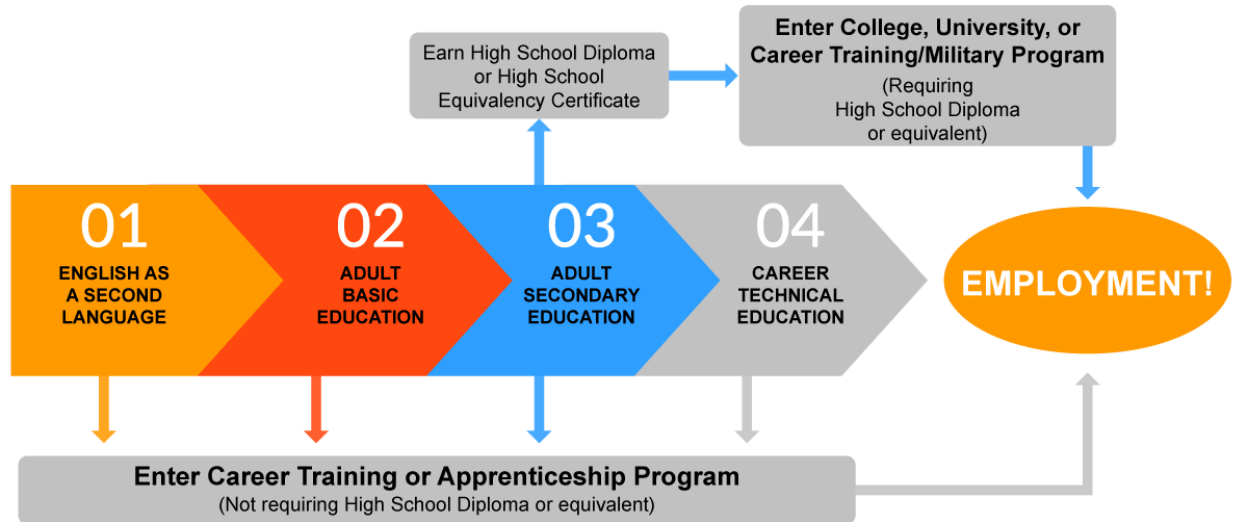 Earn High School Diploma
or High School
Equivalency Certificate
Enter College, University, or
Career Training/Military Program
(Requiring
High School Diploma
or equivalent)
01
ENGLISH AS
A SECOND
LANGUAGE
02
ADULT
BASIC
EDUCATION
03
ADULT
SECONDARY
EDUCATION
04
CAREER
TECHNICAL
EDUCATION
EMPLOYMENT!
Enter Career Training or Apprenticeship Program
(Not requiring High School Diploma or equivalent)